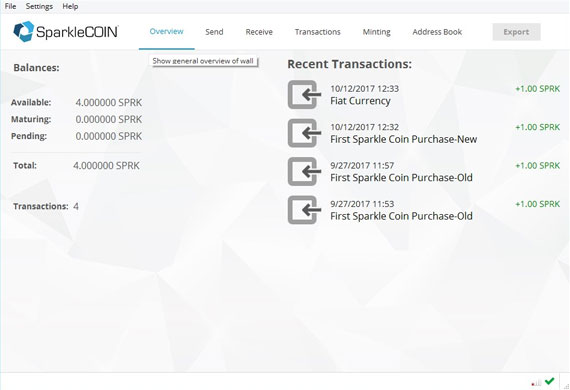 File Settings Help
SparkleCOIN Overview Send Receive Transactions Minting Address Book Export
Show general overview of wall
Balances:
Available: 4.000000 SPRK
Maturing: 0.000000 SPRK
Pending: 0.000000 SPRK
Total: 4.000000 SPRK
Transactions: 4
Recent Transactions:
10/12/2017 12:33 +1.00 SPRK
Fiat Currency
10/12/2017 12:32 +1.00 SPRK
First Sparkle Coin Purchase-New
9/27/2017 11:57 +1.00 SPRK
First Sparkle Coin Purchase-Old
9/27/2017 11:53 +1.00 SPRK
First Sparkle Coin Purchase-Old